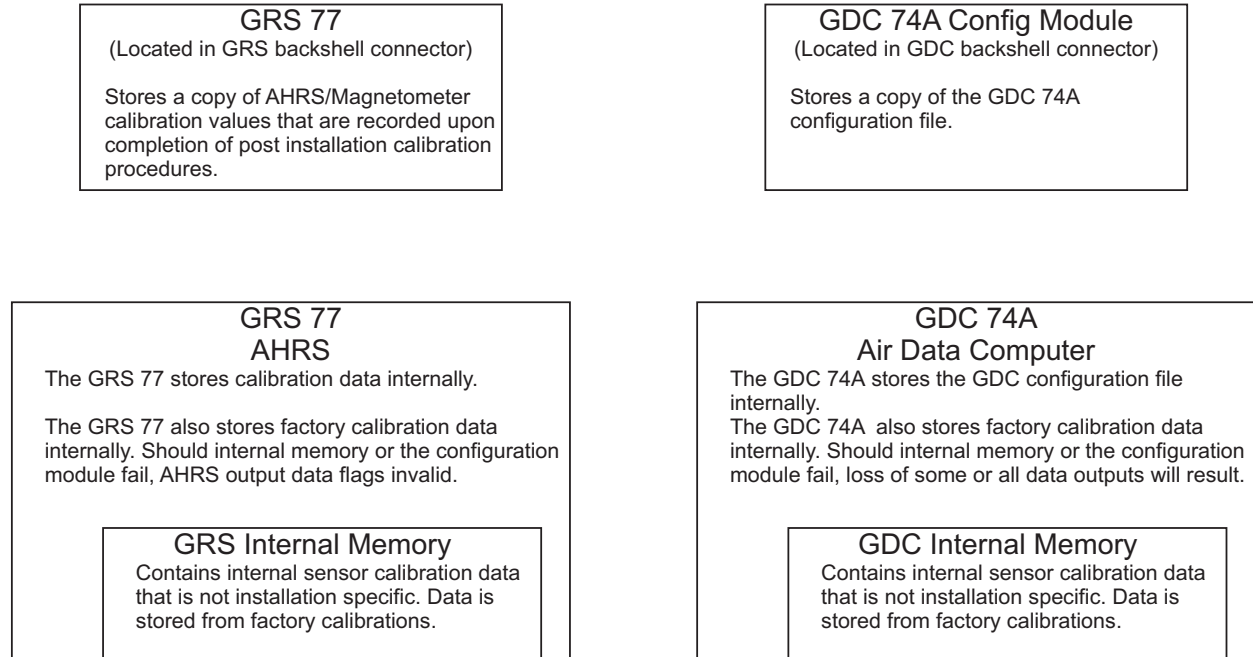 GRS 77
(Located in GRS backshell connector)
Stores a copy of AHRS/Magnetometer
calibration values that are recorded upon
completion of post installation calibration
procedures.
GDC 74A Config Module
(Located in GDC backshell connector)
Stores a copy of the GDC 74A
configuration file.
GRS 77
AHRS
The GRS 77 stores calibration data internally.
The GRS 77 also stores factory calibration data
internally. Should internal memory or the configuration
module fail, AHRS output data flags invalid.
GRS Internal Memory
Contains internal sensor calibration data
that is not installation specific. Data is
stored from factory calibrations.
GDC 74A
Air Data Computer
The GDC 74A stores the GDC configuration file
internally.
The GDC 74A also stores factory calibration data
internally. Should internal memory or the configuration
module fail, loss of some or all data outputs will result.
GDC Internal Memory
Contains internal sensor calibration data
that is not installation specific. Data is
stored from factory calibrations.